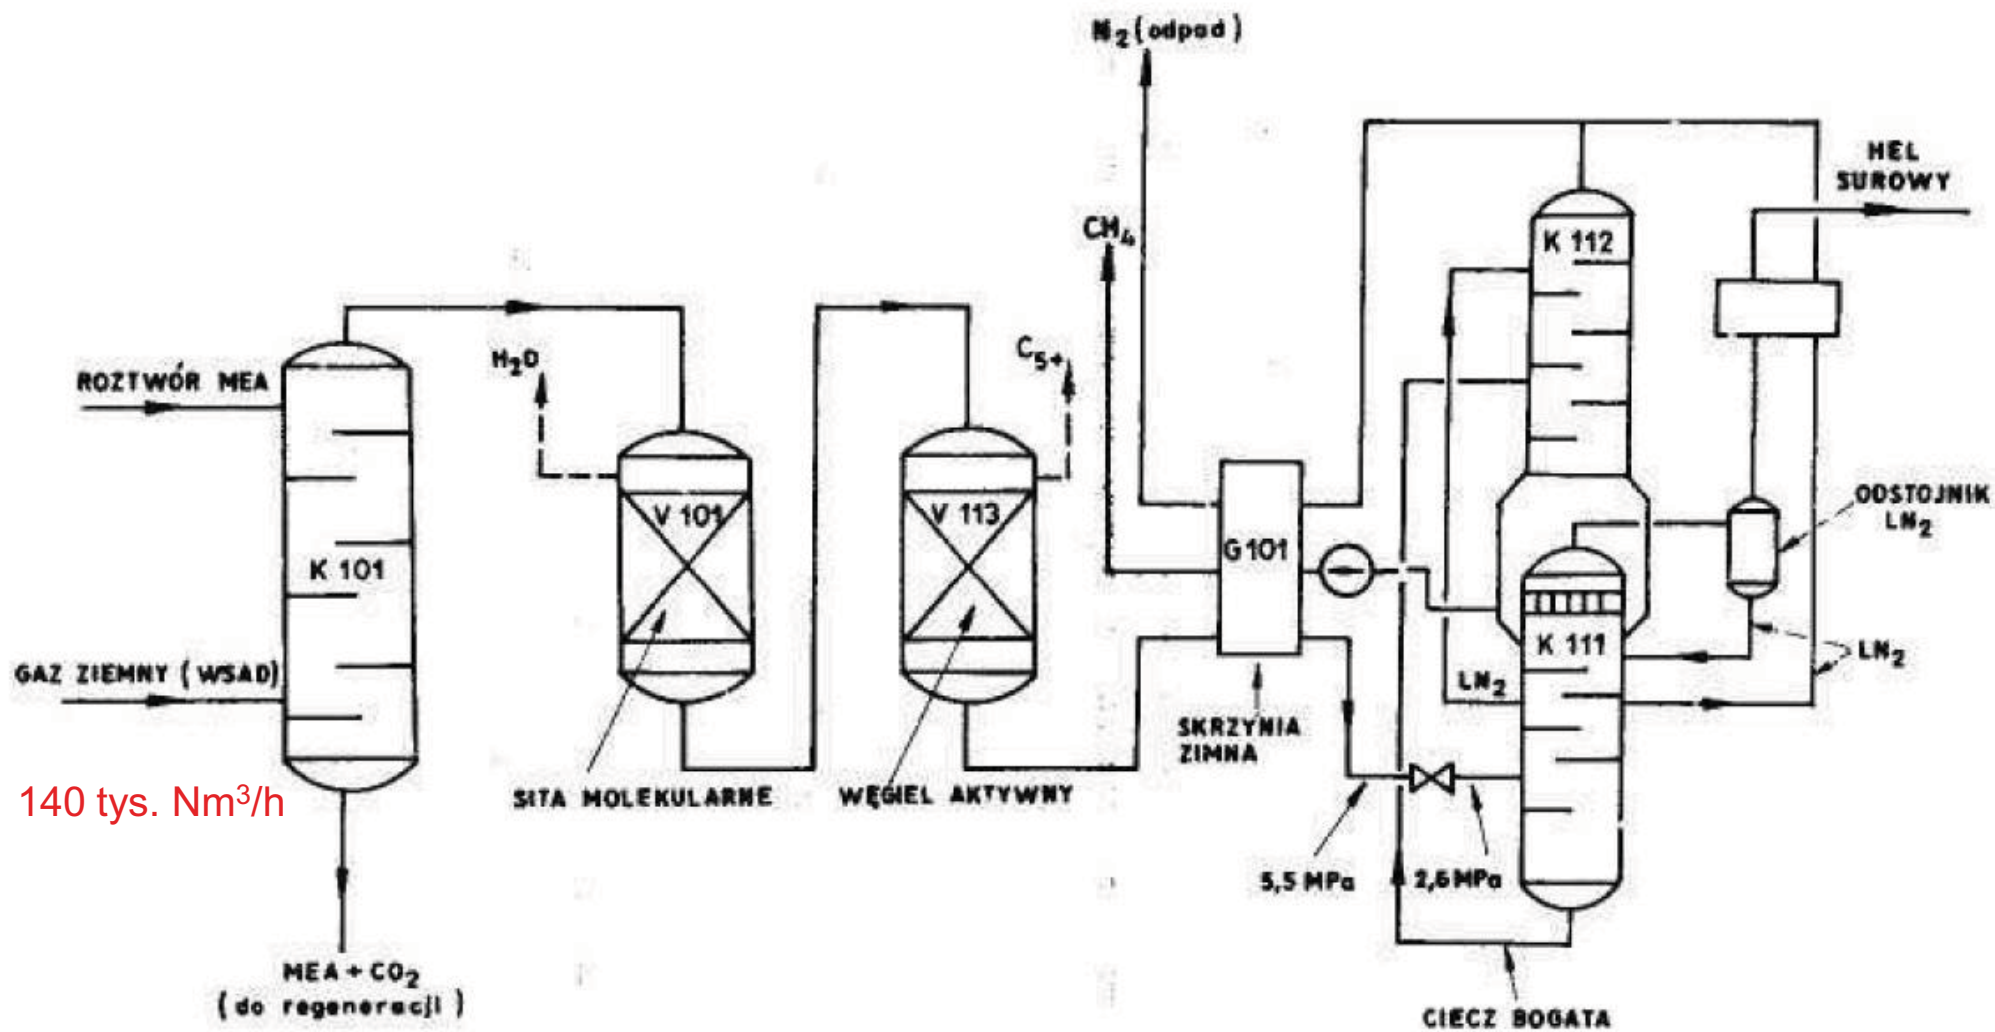 N₂ (odpad)
HEL
SUROWY
CH₄
K 112
H₂O
C₅₊
ROZTWÓR MEA
V 101
V 113
G101
ODSTOJNIK
LN₂
K 101
K 111
GAZ ZIEMNY (WSAD)
LN₂
LN₂
SKRZYNIA
ZIMNA
140 tys. Nm³/h
SITA MOLEKULARNE
WĘGIEL AKTYWNY
5,5 MPa
2,6 MPa
MEA + CO₂
(do regeneracji)
CIECZ BOGATA